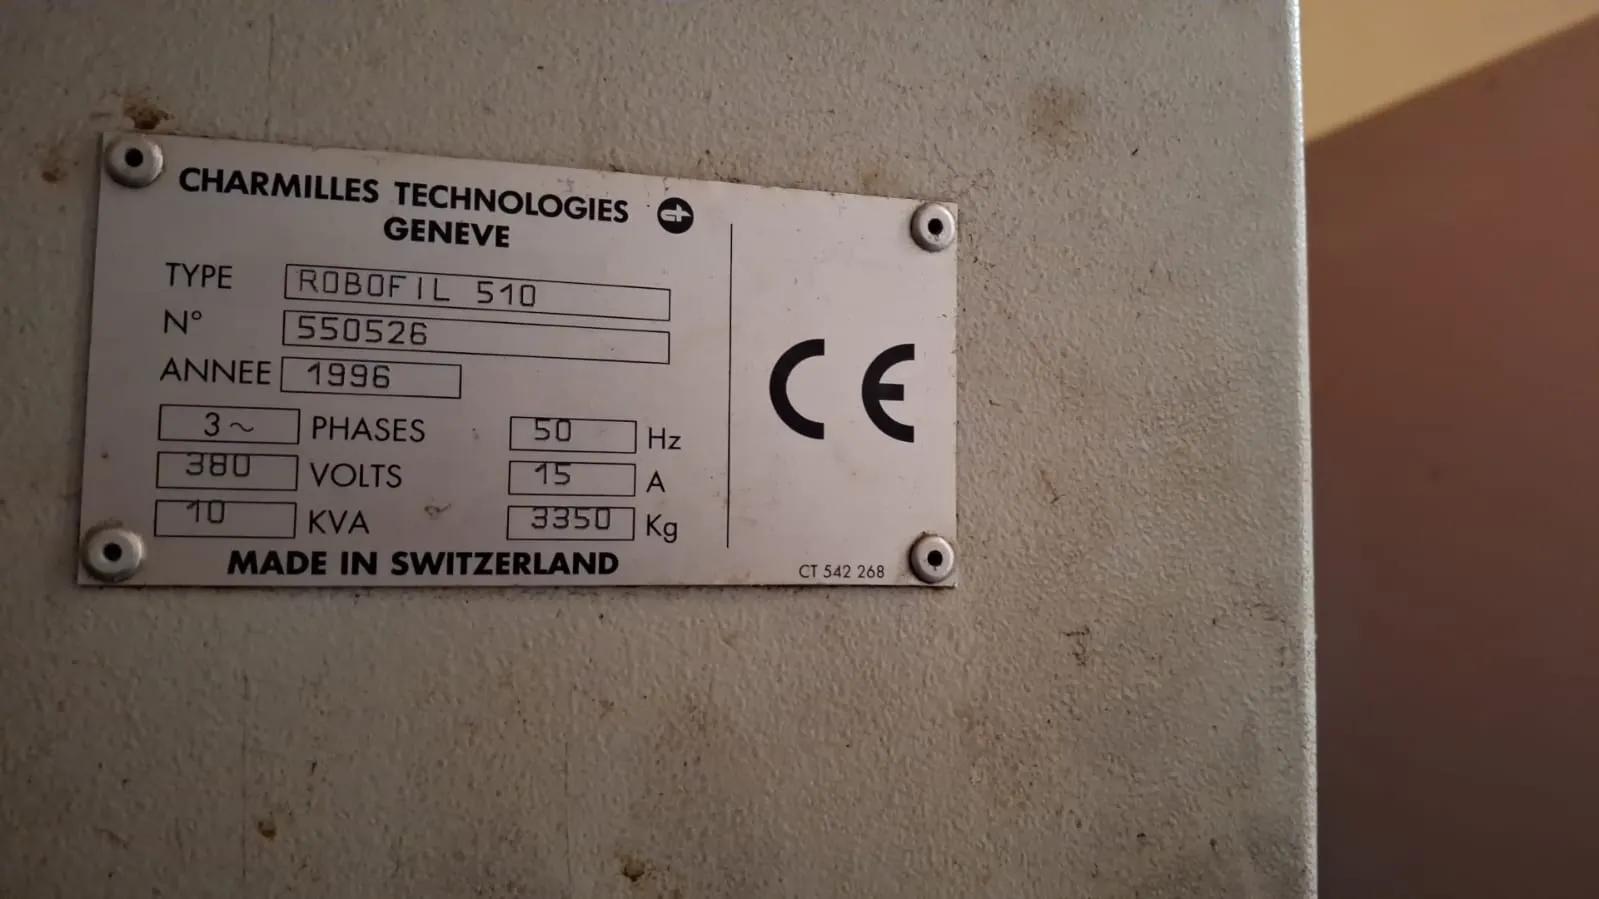 CHARMILLES TECHNOLOGIES
GENEVE
TYPE ROBOFIL 510
N° 550526
ANNEE 1996
3~ PHASES 50 Hz
380 VOLTS 15 A
10 KVA 3350 Kg
MADE IN SWITZERLAND
CE
CT 542 268